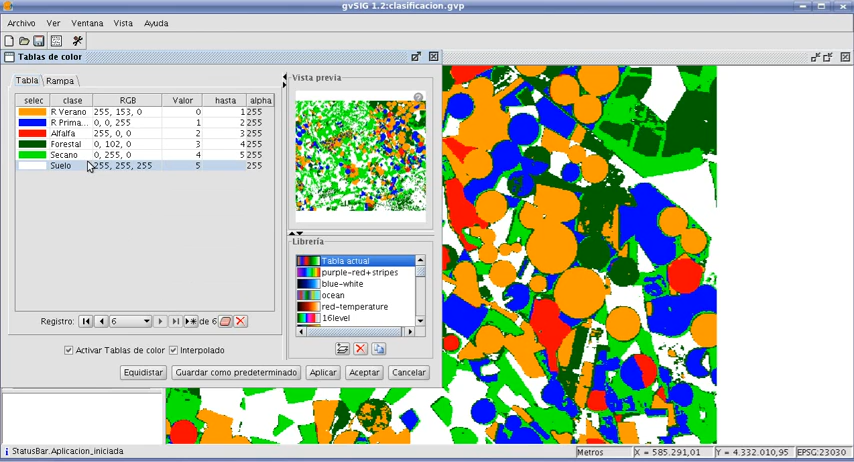 gvSIG 1.2:clasificacion.gvp
Archivo Ver Ventana Vista Ayuda
Tablas de color
Tabla Rampa
selec clase RGB Valor hasta alpha
R Verano 255, 153, 0 0 1 255
R Prima... 0, 0, 255 1 2 255
Alfalfa 255, 0, 0 2 3 255
Forestal 0, 102, 0 3 4 255
Secano 0, 255, 0 4 5 255
Suelo 255, 255, 255 5 255
Registro: 6 de 6
Activar Tablas de color Interpolado
Vista previa
Librería
Tabla actual
purple-red+stripes
blue-white
ocean
red-temperature
16level
Equidistar Guardar como predeterminado Aplicar Aceptar Cancelar
StatusBar.Aplicacion_iniciada Metros X = 585.291,01 Y = 4.332.010,95 EPSG:23030